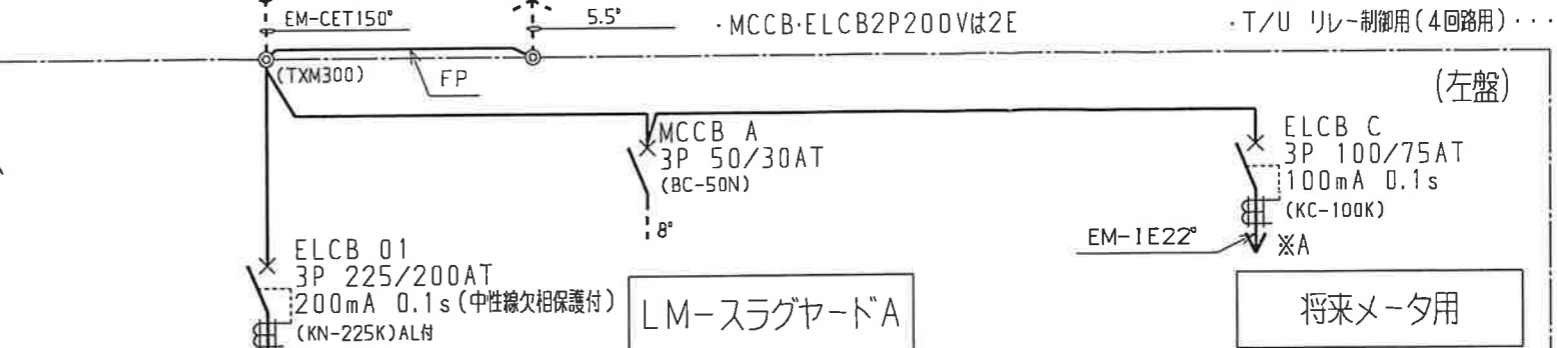 EM-CET150°
5.5°
・MCCB・ELCB2P200Vは2E
・T/U リレー制御用(4回路用)・・・
(TXM300)
FP
(左盤)
MCCB A
3P 50/30AT
(BC-50N)
8°
ELCB C
3P 100/75AT
100mA 0.1s
(KC-100K)
EM-IE22°
※A
ELCB 01
3P 225/200AT
200mA 0.1s(中性線欠相保護付)
(KN-225K)AL付
LM-スラグヤードA
将来メータ用